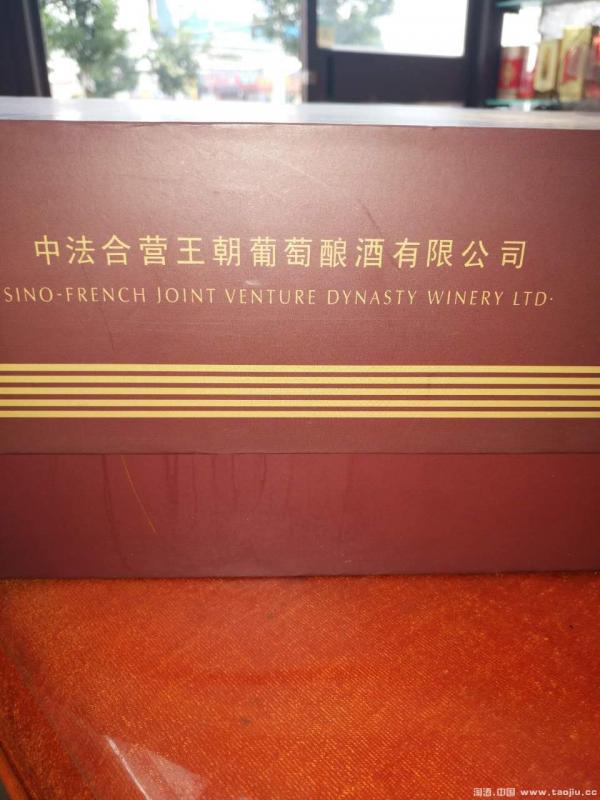 中法合营王朝葡萄酿酒有限公司
SINO-FRENCH JOINT VENTURE DYNASTY WINERY LTD.
淘酒.中国 www.taojiu.cc